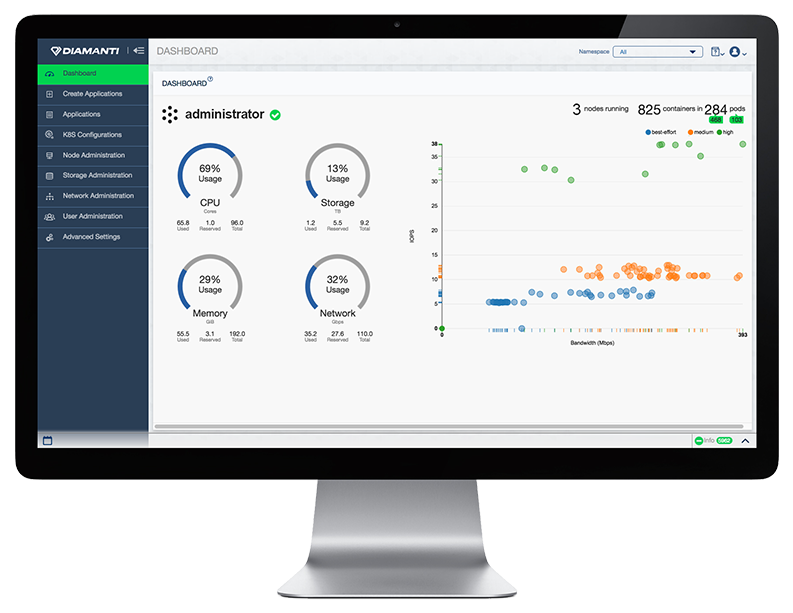 DIAMANTI
DASHBOARD
Namespace All
Dashboard
Create Applications
Applications
K8S Configurations
Node Administration
Storage Administration
Network Administration
User Administration
Advanced Settings
DASHBOARD ?
administrator
3 nodes running 825 containers in 284 pods
468 103
best-effort medium high
69%
Usage
CPU
Cores
65.8 1.0 96.0
Used Reserved Total
13%
Usage
Storage
TB
1.2 5.5 9.2
Used Reserved Total
29%
Usage
Memory
GiB
55.5 3.1 192.0
Used Reserved Total
32%
Usage
Network
Gbps
35.2 27.6 110.0
Used Reserved Total
IOPS
38
35
30
25
20
15
10
5
0
0 393
Bandwidth (Mbps)
Info 5982